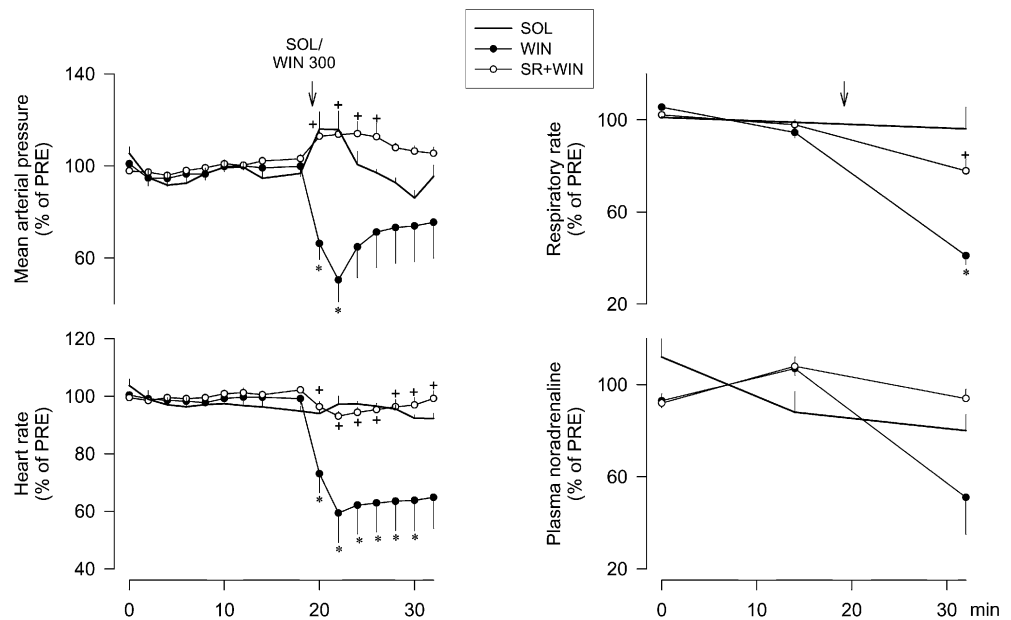 SOL
WIN
SR+WIN
SOL/
WIN 300
Mean arterial pressure
(% of PRE)
140
100
60
+ + + + +
* *
Respiratory rate
(% of PRE)
100
60
20
+
*
Heart rate
(% of PRE)
120
100
80
60
40
+ + + + + + +
* * * * * *
0 10 20 30
Plasma noradrenaline
(% of PRE)
100
60
20
0 10 20 30 min